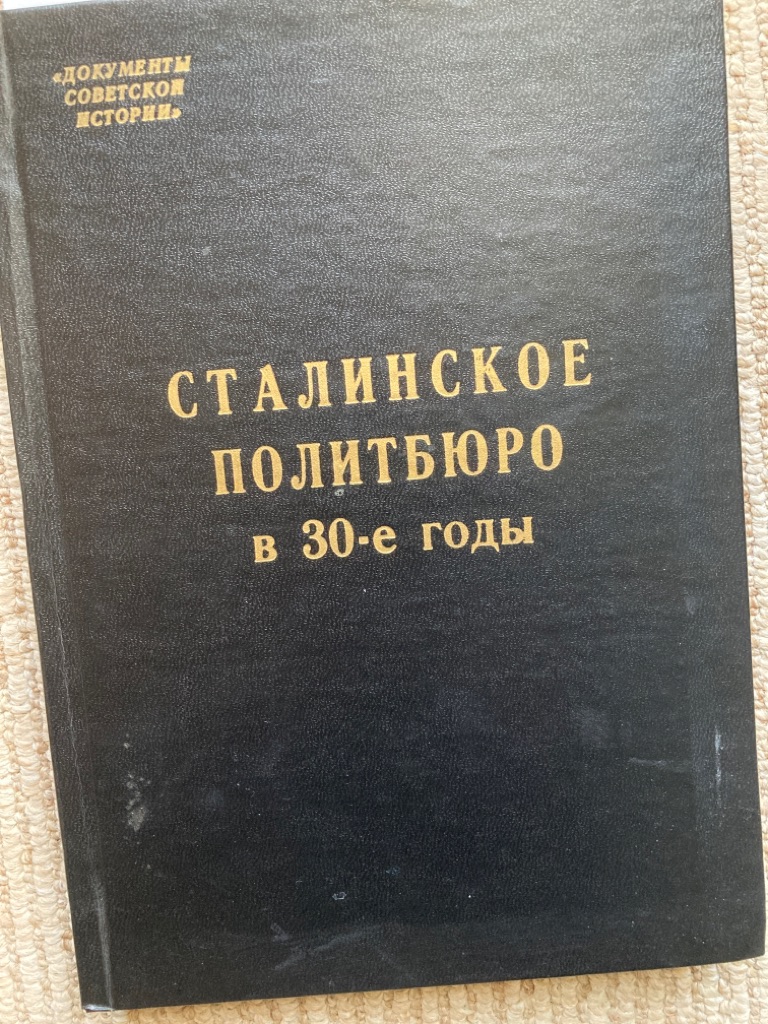 «ДОКУМЕНТЫ
СОВЕТСКОЙ
ИСТОРИИ»
СТАЛИНСКОЕ
ПОЛИТБЮРО
в 30-е годы